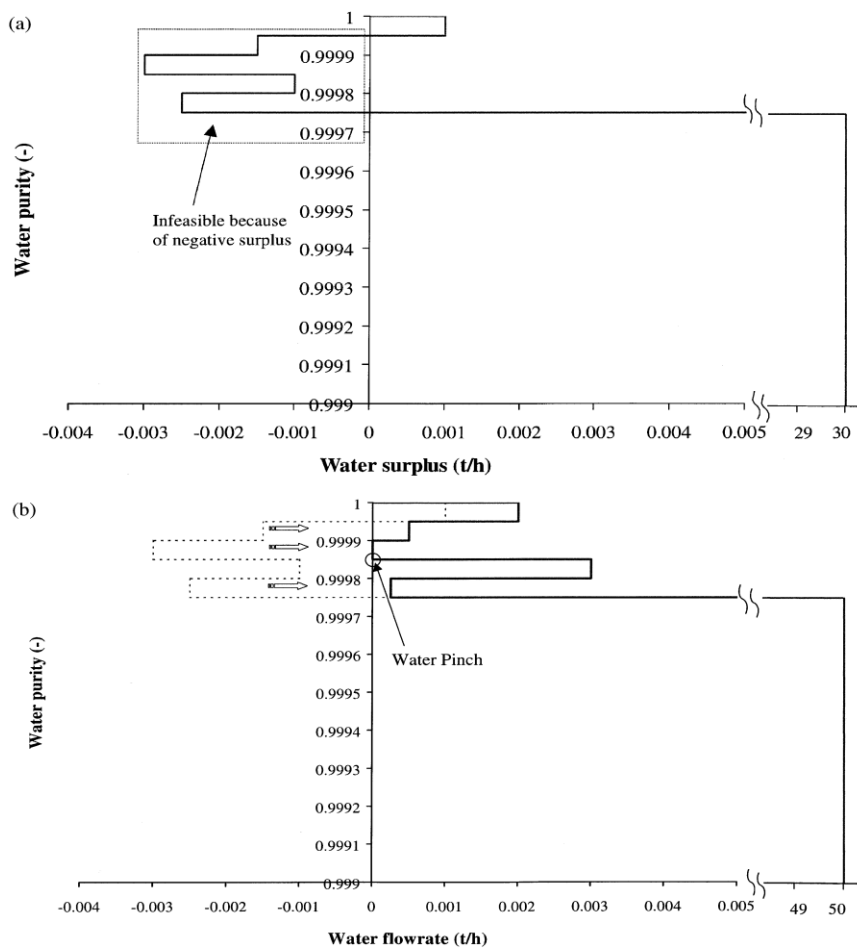 (a)
1
0.9999
0.9998
0.9997
0.9996
0.9995
0.9994
0.9993
0.9992
0.9991
0.999
Water purity (-)
Infeasible because
of negative surplus
-0.004 -0.003 -0.002 -0.001 0 0.001 0.002 0.003 0.004 0.005 29 30
Water surplus (t/h)
(b)
1
0.9999
0.9998
0.9997
0.9996
0.9995
0.9994
0.9993
0.9992
0.9991
0.999
Water purity (-)
Water Pinch
-0.004 -0.003 -0.002 -0.001 0 0.001 0.002 0.003 0.004 0.005 49 50
Water flowrate (t/h)